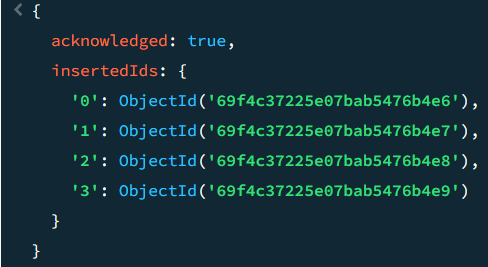 {
acknowledged: true,
insertedIds: {
'0': ObjectId('69f4c37225e07bab5476b4e6'),
'1': ObjectId('69f4c37225e07bab5476b4e7'),
'2': ObjectId('69f4c37225e07bab5476b4e8'),
'3': ObjectId('69f4c37225e07bab5476b4e9')
}
}